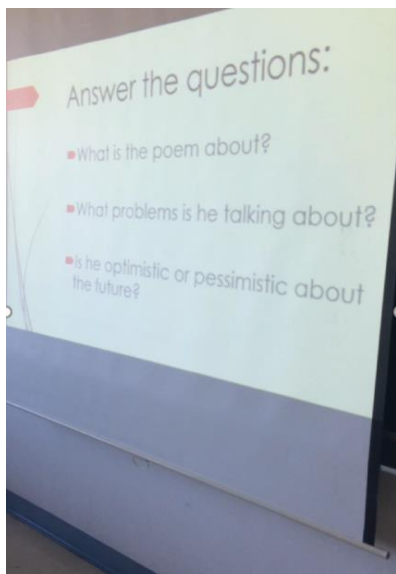 Answer the questions:
What is the poem about?
What problems is he talking about?
Is he optimistic or pessimistic about
the future?